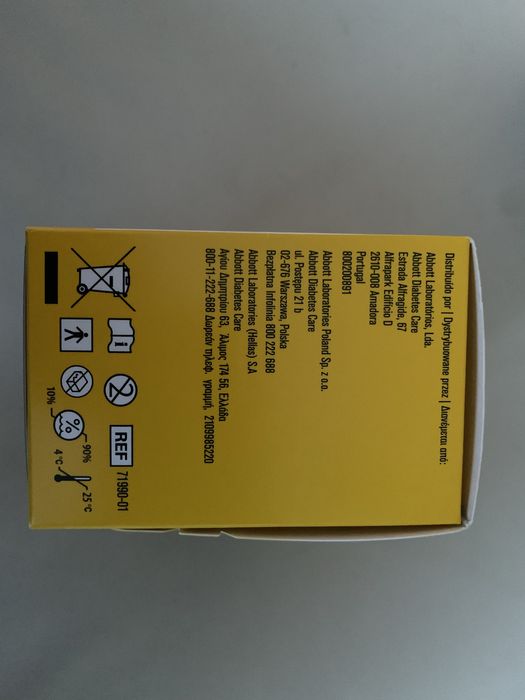 Distribuído por | Dystrybuowane przez | Διανέμεται από:
Abbott Laboratórios, Lda.
Abbott Diabetes Care
Estrada Alfragide, 67
Alfrapark Edifício D
2610-008 Amadora
Portugal
800200891
Abbott Laboratories Poland Sp. z o.o.
Abbott Diabetes Care
ul. Postępu 21 b
02-676 Warszawa, Polska
Bezpłatna Infolinia 800 222 688
Abbott Laboratories (Hellas) S.A
Abbott Diabetes Care
Αγίου Δημητρίου 63, Άλιμος 174 56, Ελλάδα
800-11-222-688 Δωρεάν τηλεφ. γραμμή, 2109985220
2
REF 71990-01
10%
%
90%
4 °C
25 °C